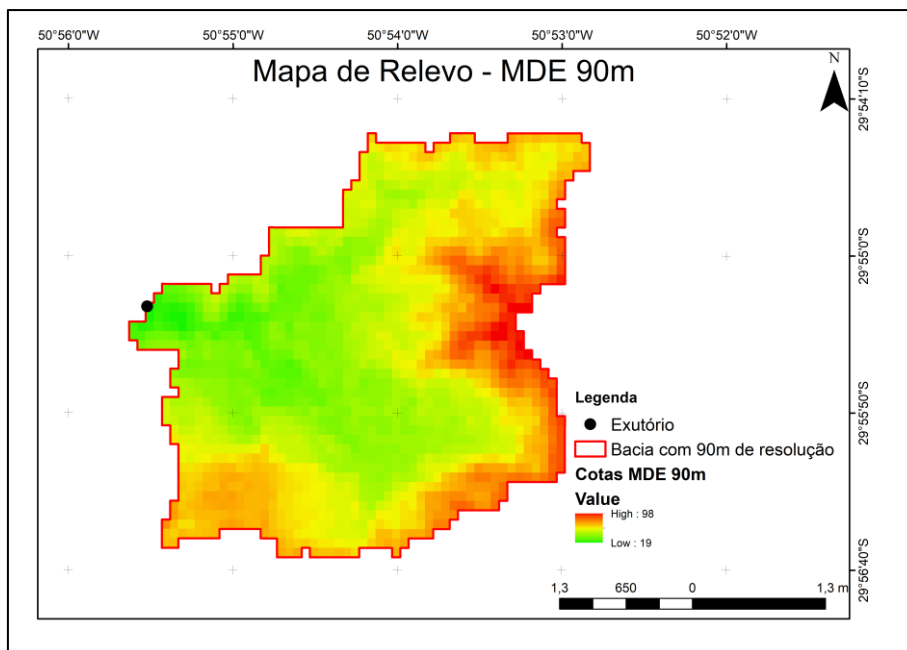 50°56'0"W 50°55'0"W 50°54'0"W 50°53'0"W 50°52'0"W
Mapa de Relevo - MDE 90m
N
29°54'10"S
29°55'0"S
29°55'50"S
29°56'40"S
Legenda
Exutório
Bacia com 90m de resolução
Cotas MDE 90m
Value
High : 98
Low : 19
1,3 650 0 1,3 m